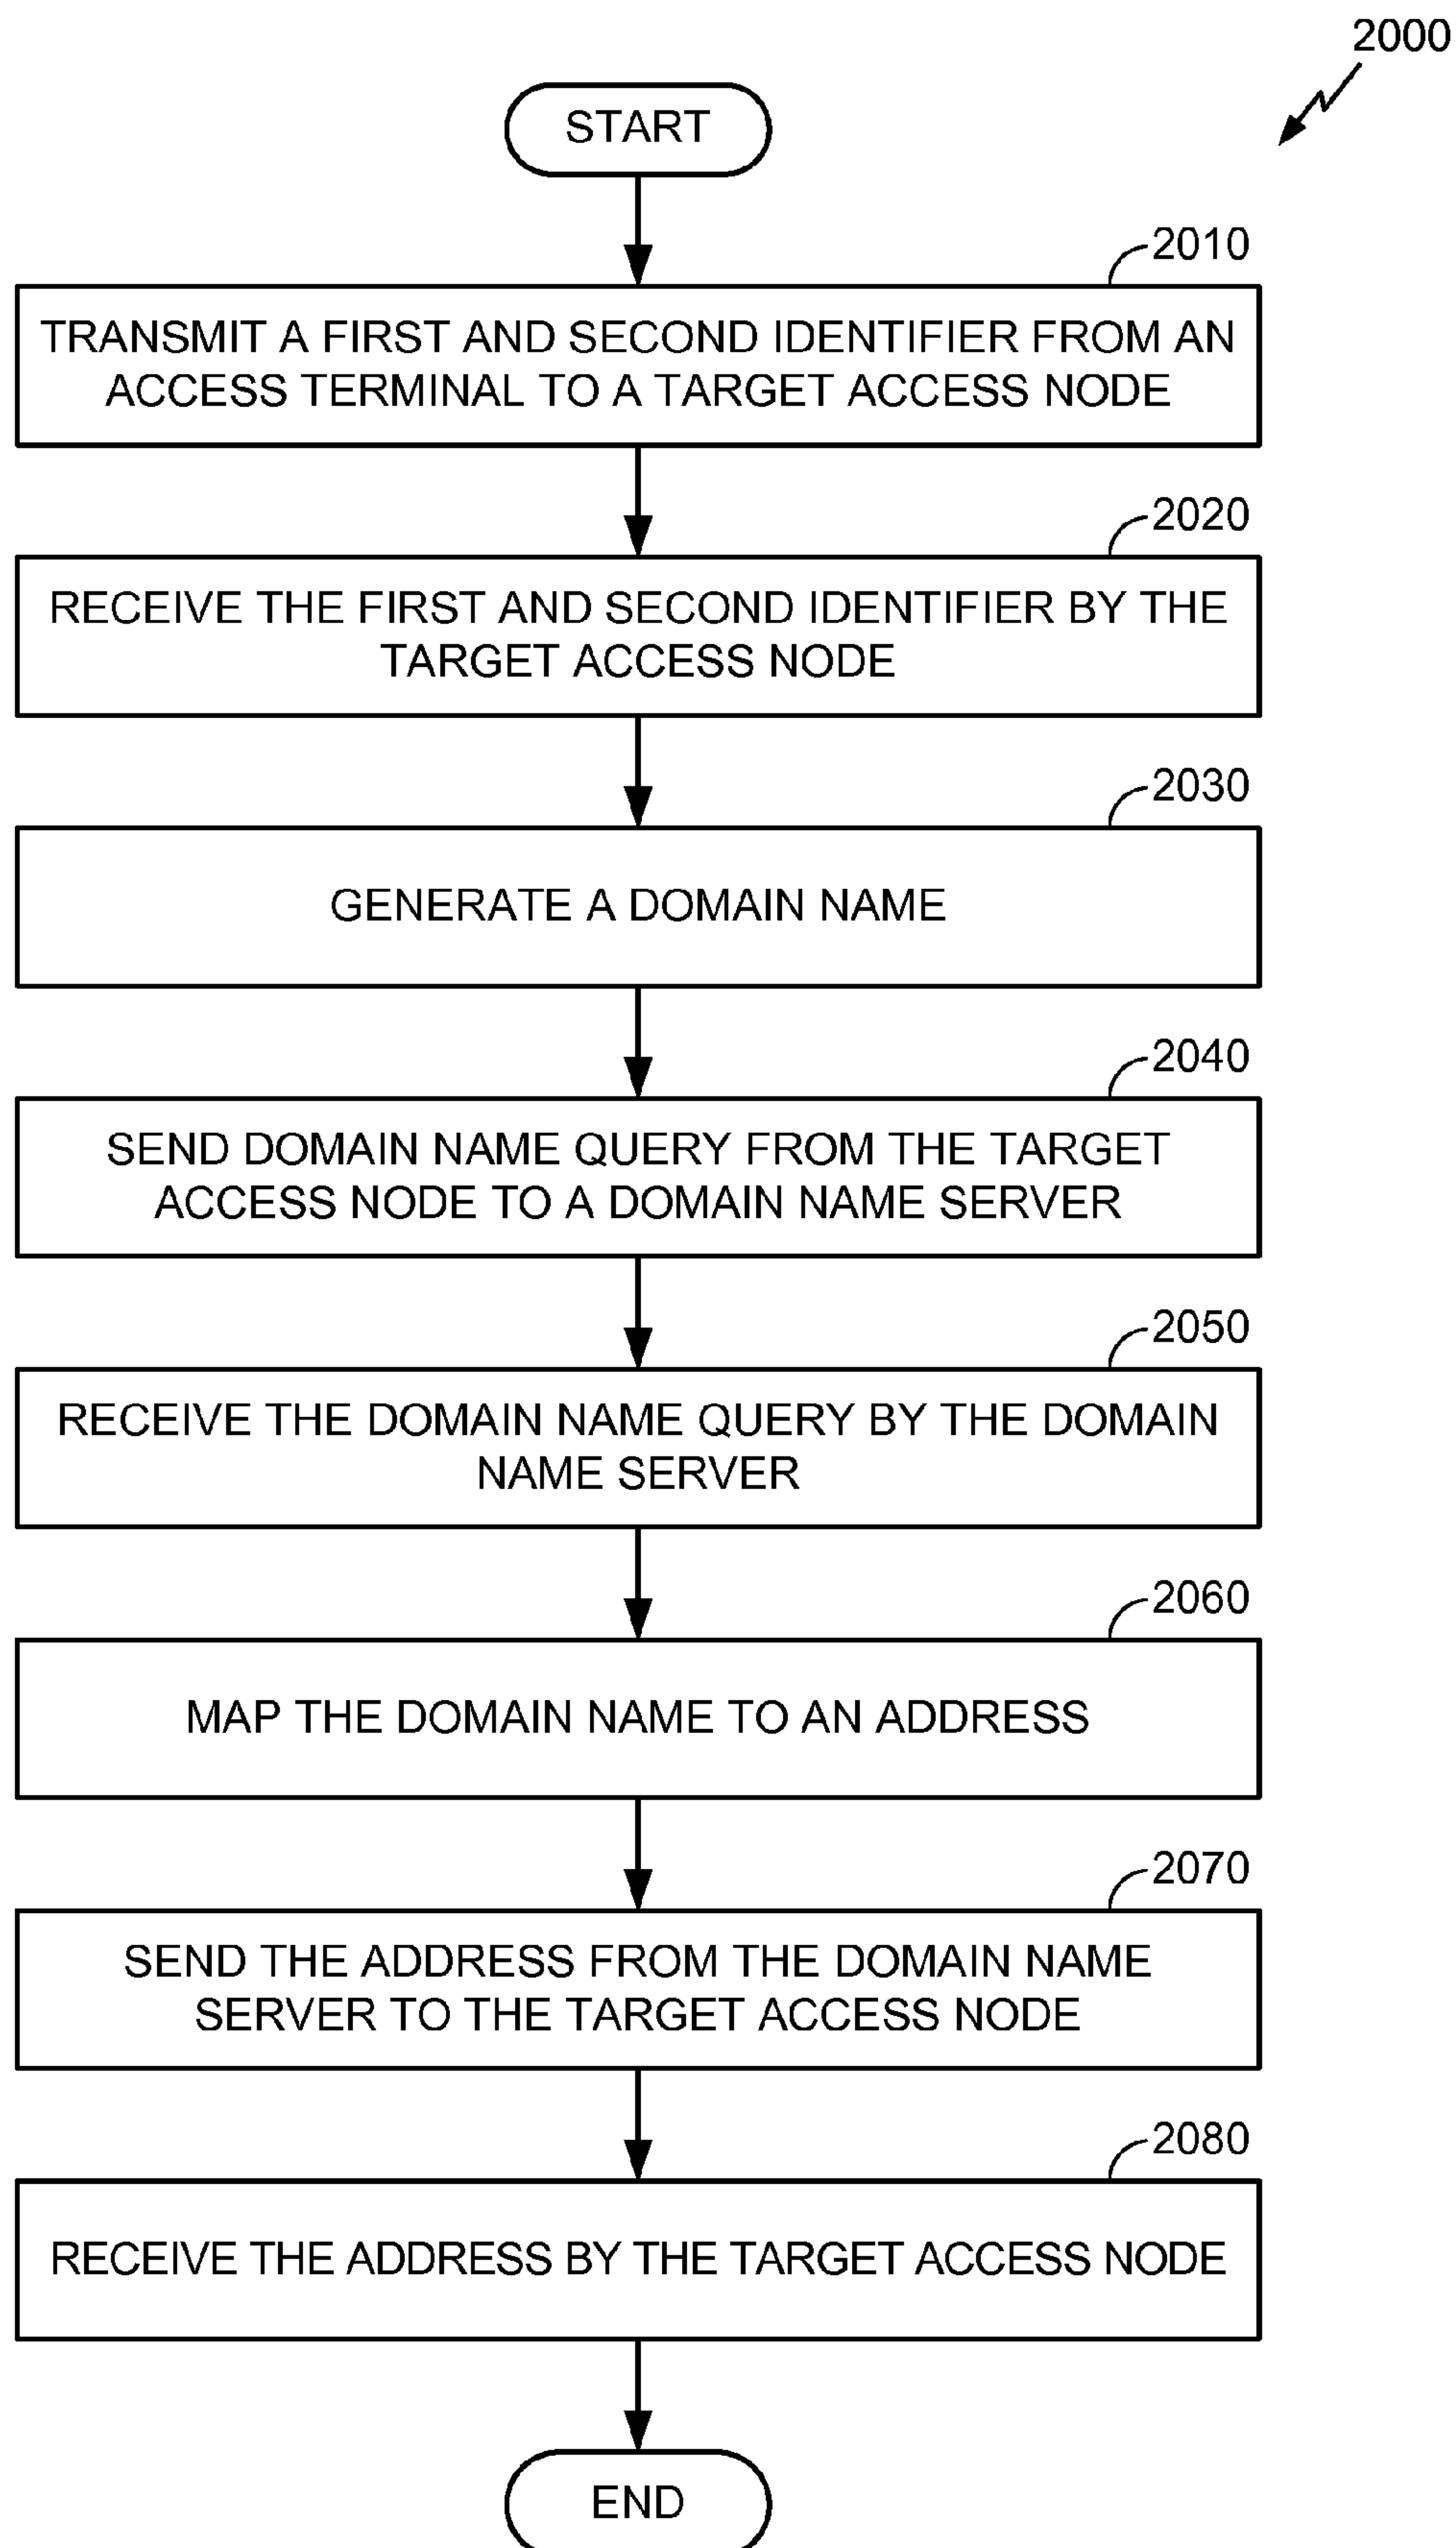 2000
START
2010
TRANSMIT A FIRST AND SECOND IDENTIFIER FROM AN
ACCESS TERMINAL TO A TARGET ACCESS NODE
2020
RECEIVE THE FIRST AND SECOND IDENTIFIER BY THE
TARGET ACCESS NODE
2030
GENERATE A DOMAIN NAME
2040
SEND DOMAIN NAME QUERY FROM THE TARGET
ACCESS NODE TO A DOMAIN NAME SERVER
2050
RECEIVE THE DOMAIN NAME QUERY BY THE DOMAIN
NAME SERVER
2060
MAP THE DOMAIN NAME TO AN ADDRESS
2070
SEND THE ADDRESS FROM THE DOMAIN NAME
SERVER TO THE TARGET ACCESS NODE
2080
RECEIVE THE ADDRESS BY THE TARGET ACCESS NODE
END